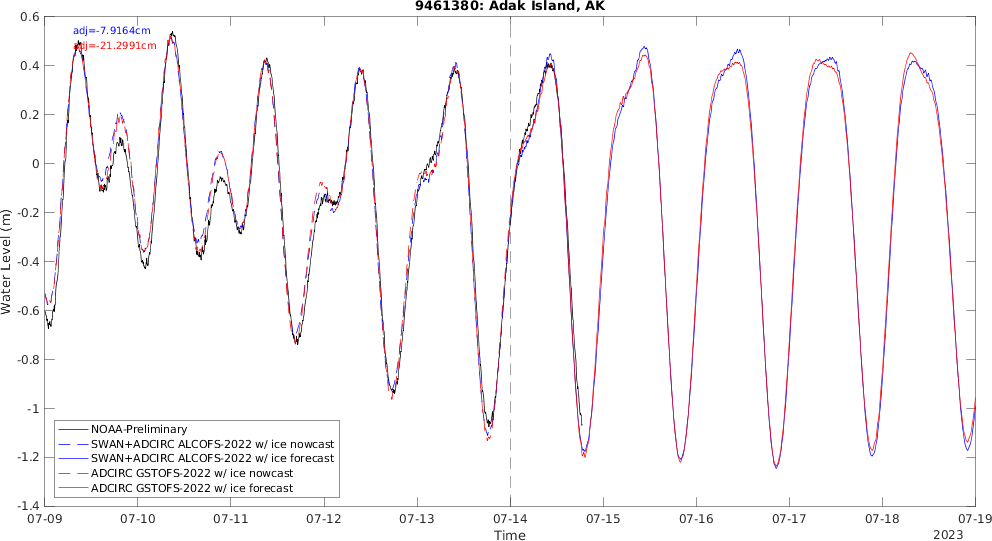 9461380: Adak Island, AK
adj=-7.9164cm
adj=-21.2991cm
Water Level (m)
0.6
0.4
0.2
0
-0.2
-0.4
-0.6
-0.8
-1
-1.2
-1.4
NOAA-Preliminary
SWAN+ADCIRC ALCOFS-2022 w/ ice nowcast
SWAN+ADCIRC ALCOFS-2022 w/ ice forecast
ADCIRC GSTOFS-2022 w/ ice nowcast
ADCIRC GSTOFS-2022 w/ ice forecast
07-09 07-10 07-11 07-12 07-13 07-14 07-15 07-16 07-17 07-18 07-19
Time
2023